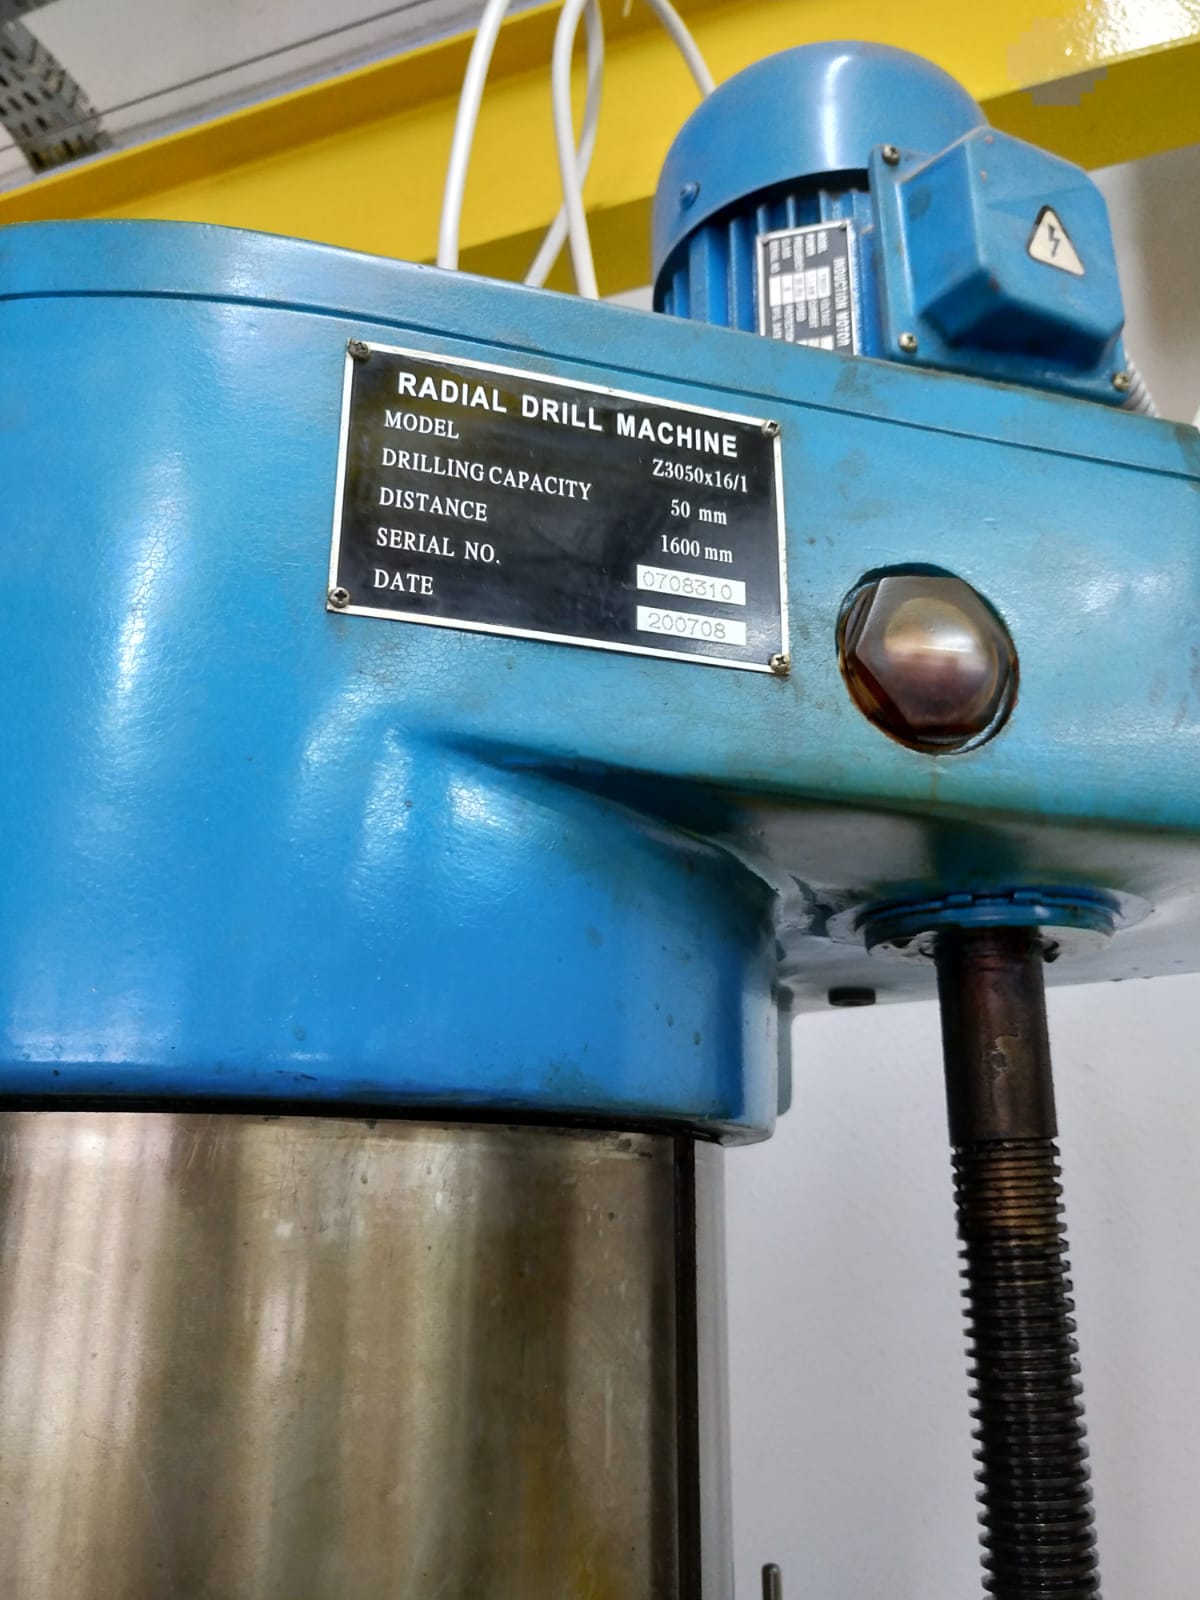 INDUCTION MOTOR
RADIAL DRILL MACHINE
MODEL Z3050x16/1
DRILLING CAPACITY 50 mm
DISTANCE 1600 mm
SERIAL NO. 0708310
DATE 200708